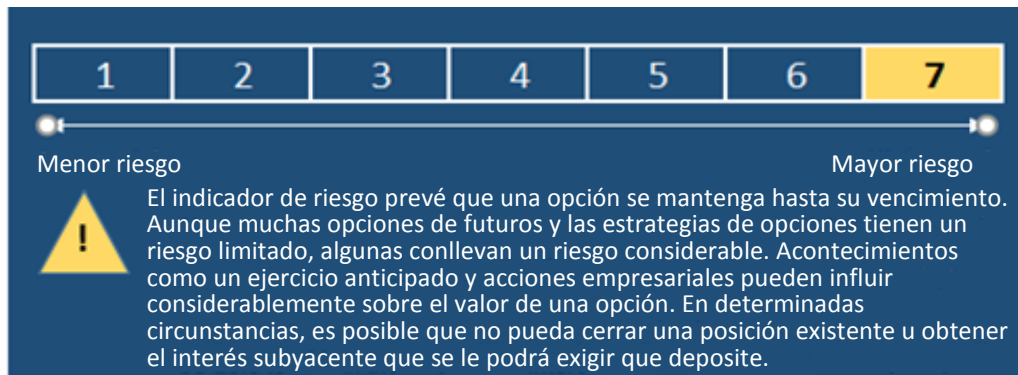 1 2 3 4 5 6 7
Menor riesgo Mayor riesgo
!
El indicador de riesgo prevé que una opción se mantenga hasta su vencimiento.
Aunque muchas opciones de futuros y las estrategias de opciones tienen un
riesgo limitado, algunas conllevan un riesgo considerable. Acontecimientos
como un ejercicio anticipado y acciones empresariales pueden influir
considerablemente sobre el valor de una opción. En determinadas
circunstancias, es posible que no pueda cerrar una posición existente u obtener
el interés subyacente que se le podrá exigir que deposite.